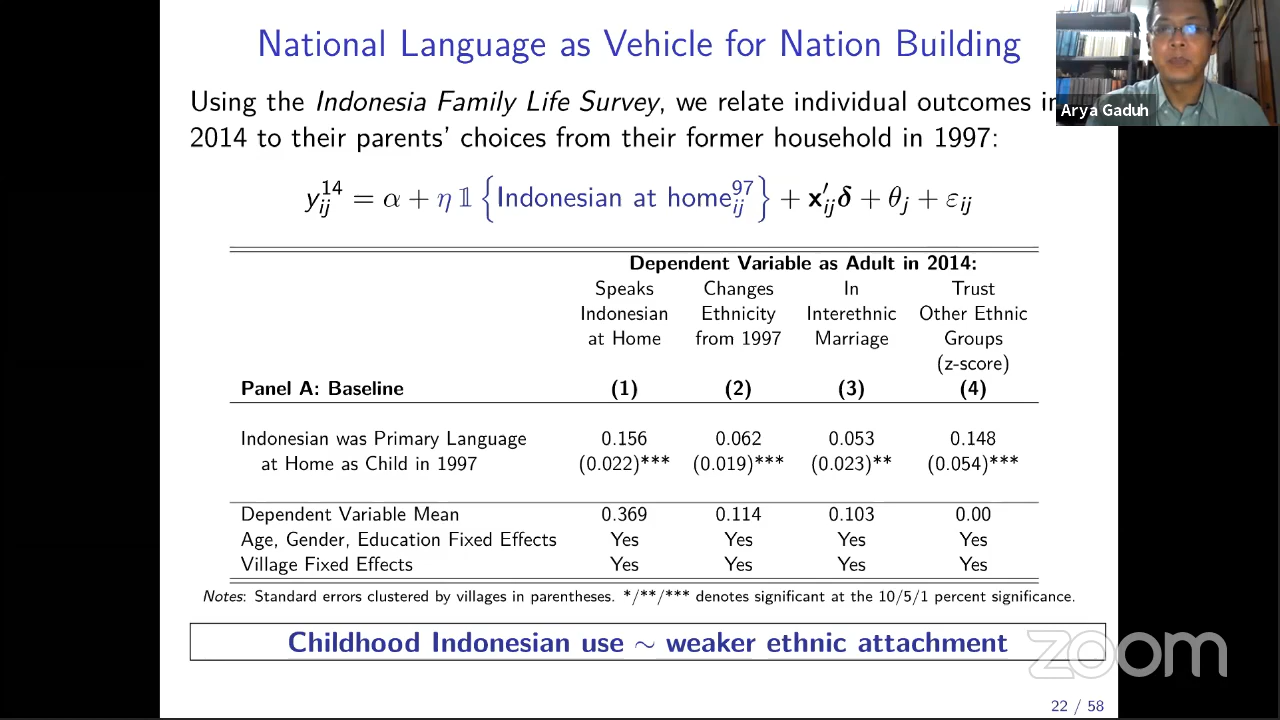 National Language as Vehicle for Nation Building
Using the Indonesia Family Life Survey, we relate individual outcomes in
2014 to their parents' choices from their former household in 1997:
y_{ij}^{14} = α + η 𝟙 {Indonesian at home_{ij}^{97}} + x′_{ij}δ + θ_j + ε_{ij}
Dependent Variable as Adult in 2014:
Speaks Changes In Trust
Indonesian Ethnicity Interethnic Other Ethnic
at Home from 1997 Marriage Groups
(z-score)
Panel A: Baseline (1) (2) (3) (4)
Indonesian was Primary Language 0.156 0.062 0.053 0.148
at Home as Child in 1997 (0.022)*** (0.019)*** (0.023)** (0.054)***
Dependent Variable Mean 0.369 0.114 0.103 0.00
Age, Gender, Education Fixed Effects Yes Yes Yes Yes
Village Fixed Effects Yes Yes Yes Yes
Notes: Standard errors clustered by villages in parentheses. */**/*** denotes significant at the 10/5/1 percent significance.
Childhood Indonesian use ~ weaker ethnic attachment
22 / 58
Arya Gaduh
zoom